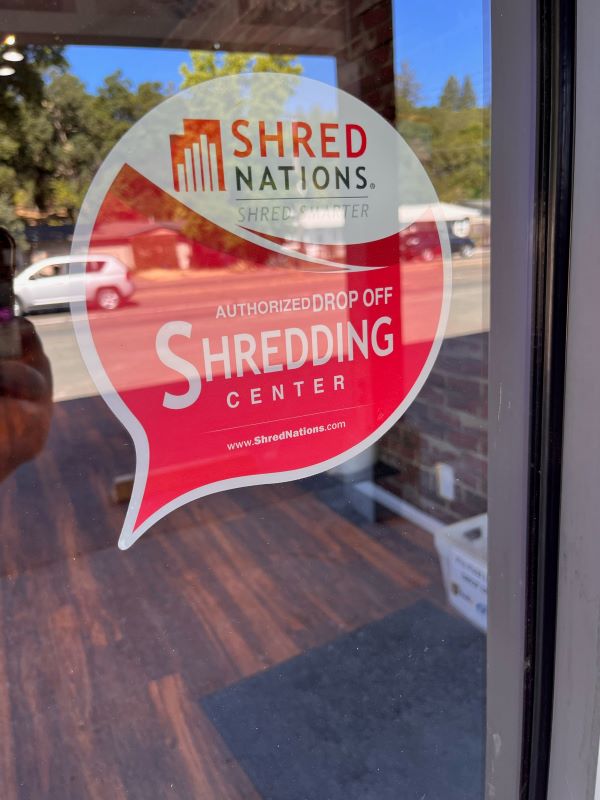 SHRED
NATIONS®
SHRED SMARTER
AUTHORIZED DROP OFF
SHREDDING
CENTER
www.ShredNations.com